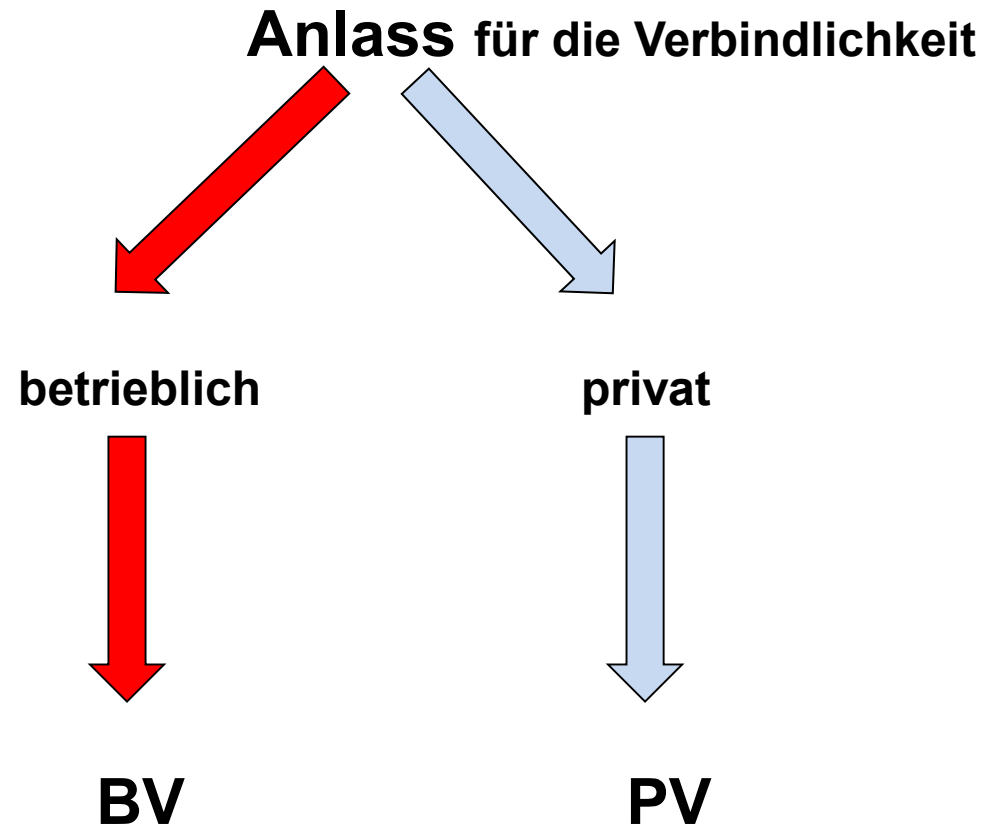 Anlass für die Verbindlichkeit
betrieblich privat
BV PV